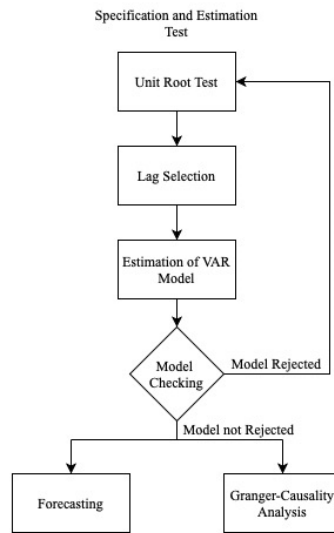 Specification and Estimation
Test
Unit Root Test
Lag Selection
Estimation of VAR
Model
Model
Checking
Model Rejected
Model not Rejected
Forecasting
Granger-Causality
Analysis